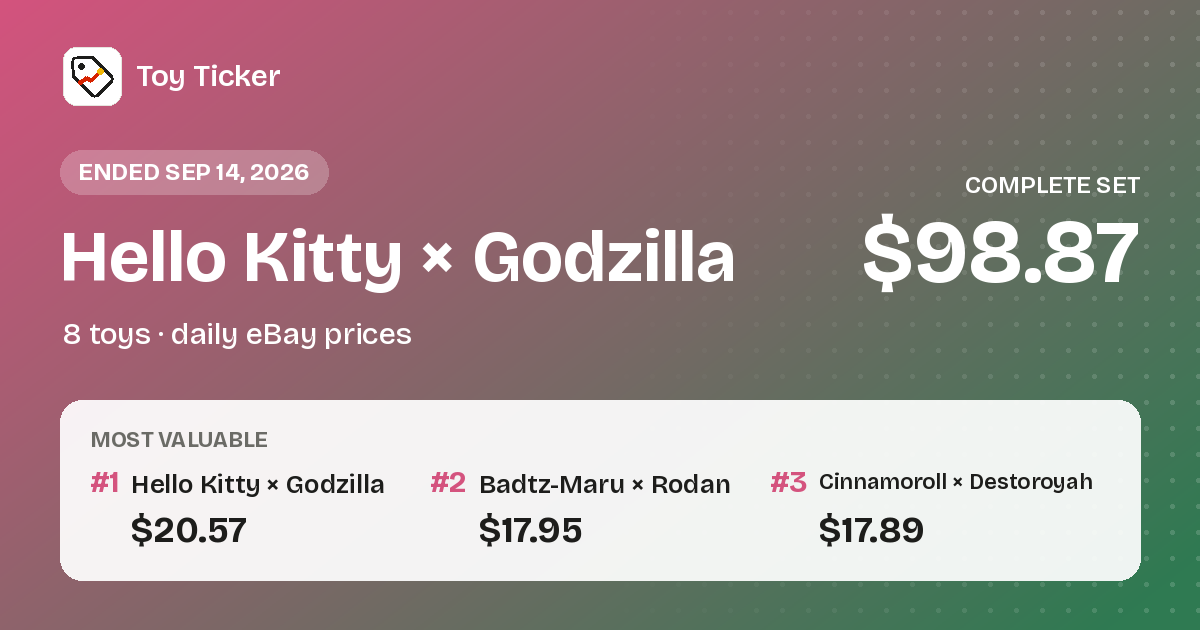 Toy Ticker
ENDED SEP 14, 2026
Hello Kitty × Godzilla
8 toys · daily eBay prices
COMPLETE SET
$98.87
MOST VALUABLE
#1 Hello Kitty × Godzilla
$20.57
#2 Badtz-Maru × Rodan
$17.95
#3 Cinnamoroll × Destoroyah
$17.89